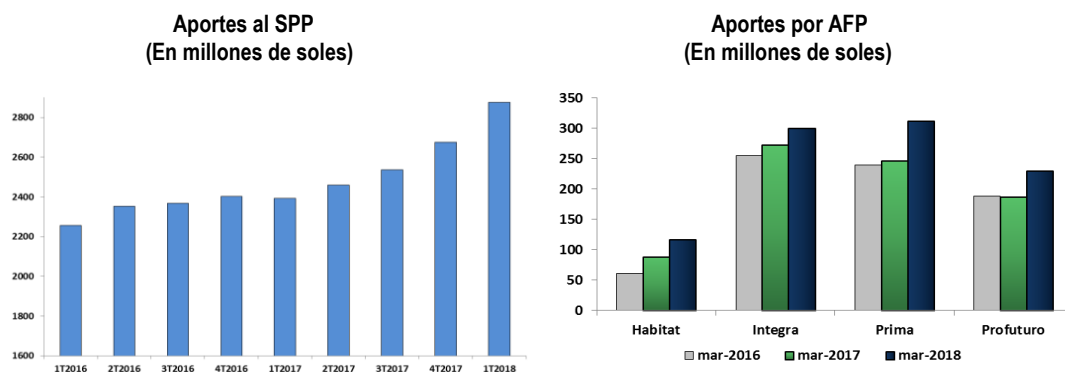 Aportes al SPP
(En millones de soles)
2800
2600
2400
2200
2000
1800
1600
1T2016 2T2016 3T2016 4T2016 1T2017 2T2017 3T2017 4T2017 1T2018
Aportes por AFP
(En millones de soles)
350
300
250
200
150
100
50
0
Habitat Integra Prima Profuturo
mar-2016 mar-2017 mar-2018